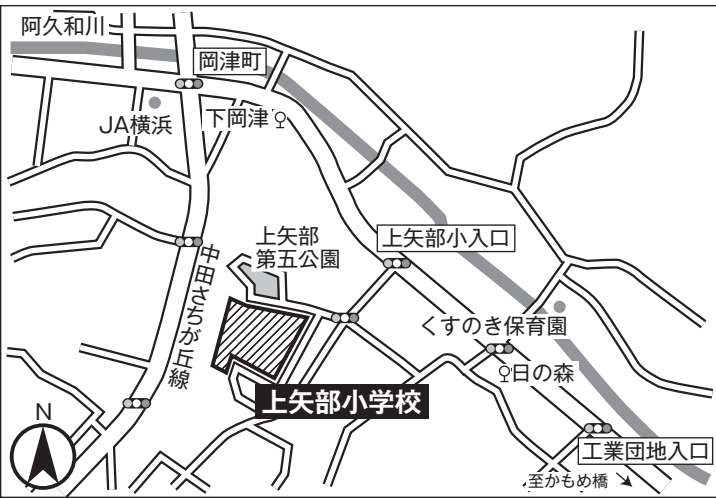 阿久和川
岡津町
JA横浜
下岡津
上矢部
第五公園
上矢部小入口
中田さちが丘線
くすのき保育園
日の森
上矢部小学校
N
工業団地入口
至かもめ橋